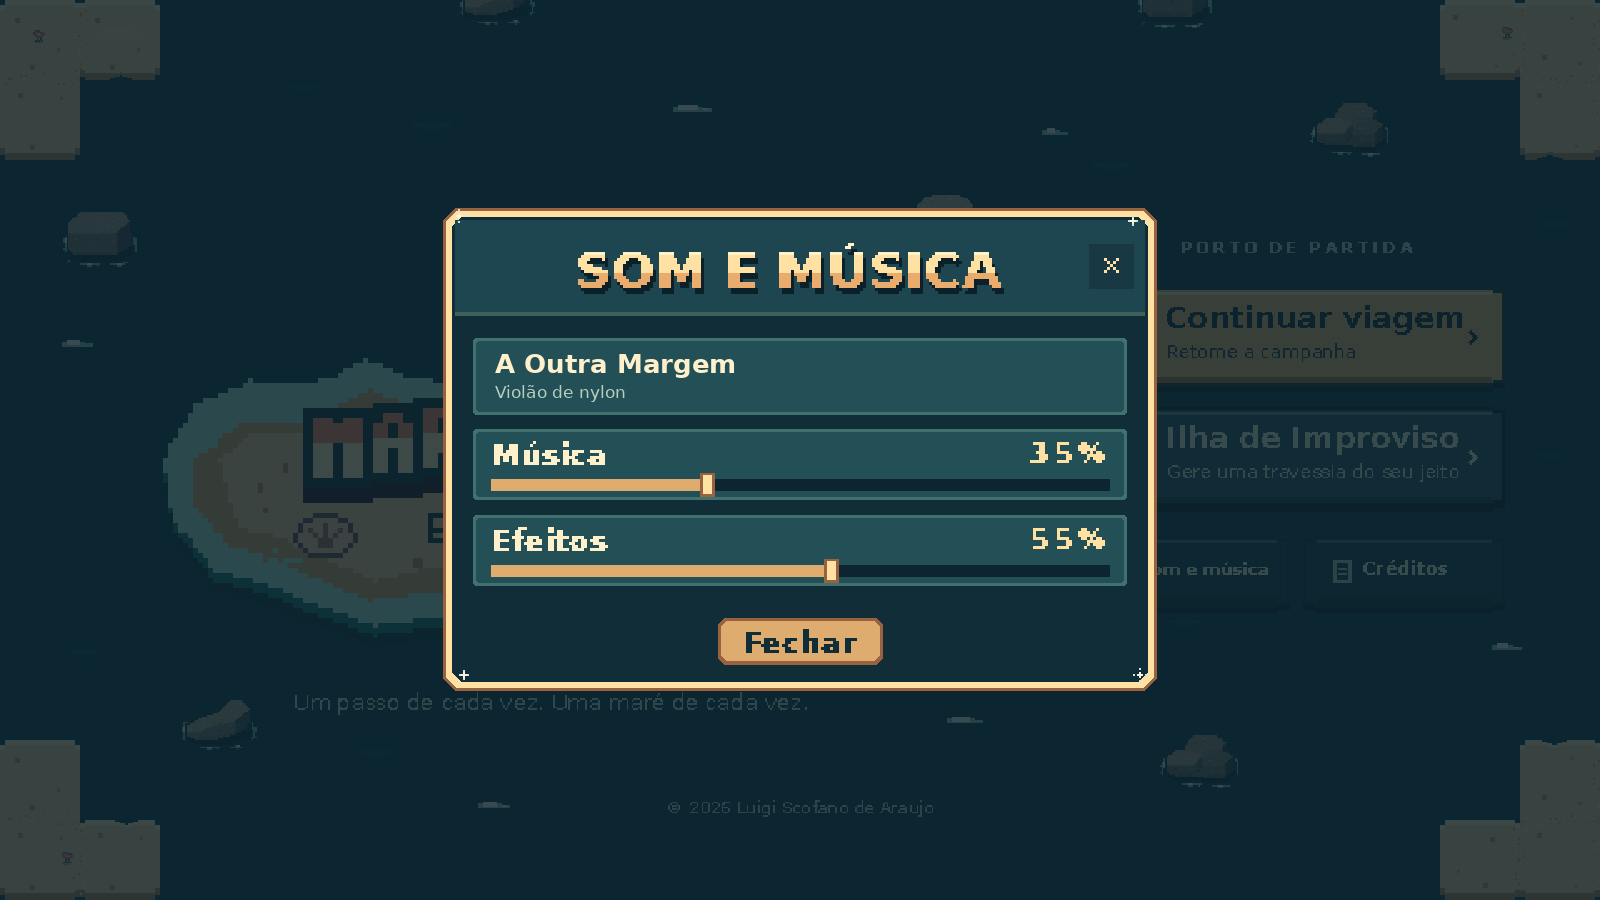 PORTO DE PARTIDA
SOM E MÚSICA
×
Continuar viagem
Retome a campanha
A Outra Margem
Violão de nylon
Ilha de Improviso
Gere uma travessia do seu jeito
Música 35%
Efeitos 55%
e música
Créditos
Fechar
Um passo de cada vez. Uma maré de cada vez.
© 2026 Luigi Scofano de Araujo